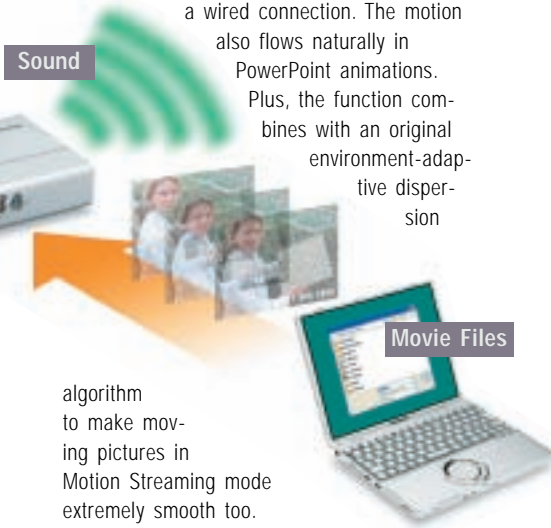 a wired connection. The motion
also flows naturally in
PowerPoint animations.
Plus, the function com-
bines with an original
environment-adap-
tive disper-
sion
Sound
Movie Files
algorithm
to make mov-
ing pictures in
Motion Streaming mode
extremely smooth too.